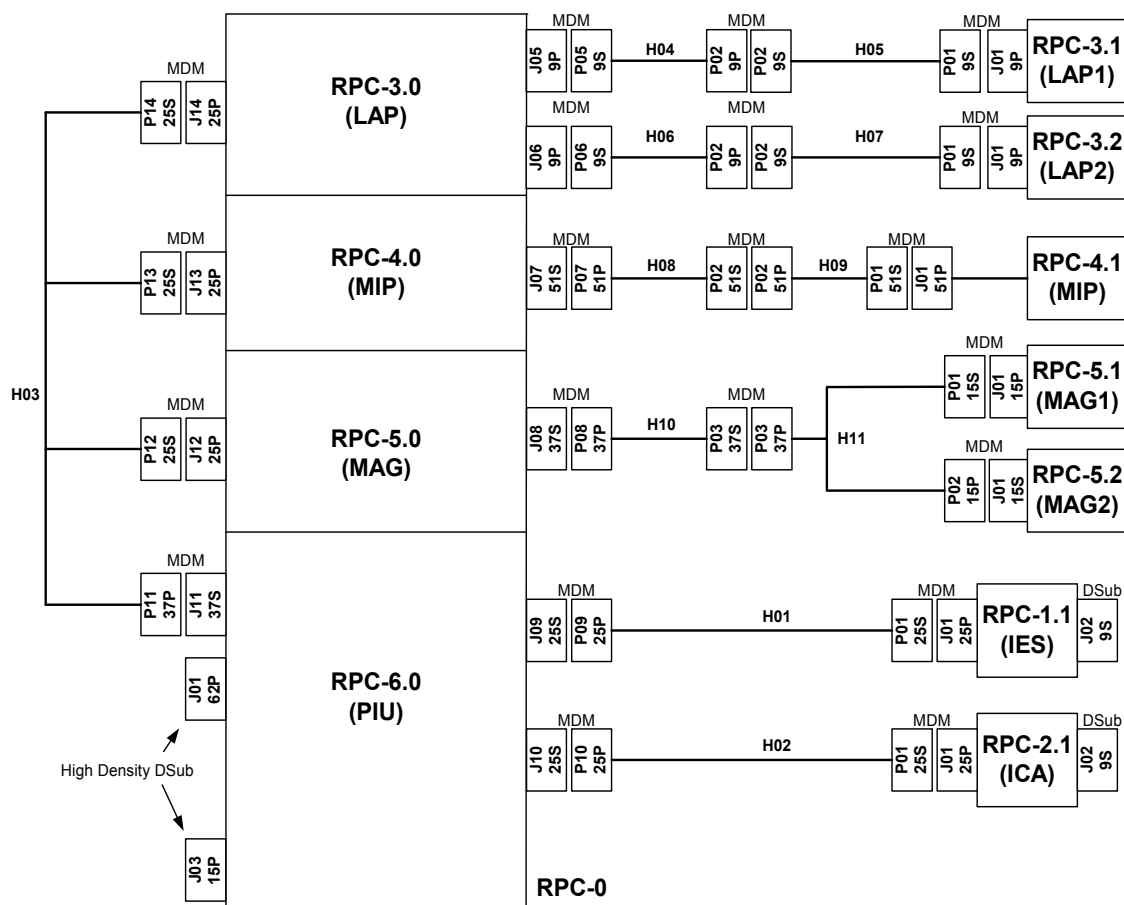 MDM
J05 9P
P05 9S
H04
MDM
P02 9P
P02 9S
H05
MDM
P01 9S
J01 9P
RPC-3.1
(LAP1)
MDM
P14 25S
J14 25P
RPC-3.0
(LAP)
MDM
J06 9P
P06 9S
H06
MDM
P02 9P
P02 9S
H07
MDM
P01 9S
J01 9P
RPC-3.2
(LAP2)
MDM
P13 25S
J13 25P
RPC-4.0
(MIP)
MDM
J07 51S
P07 51P
H08
MDM
P02 51S
P02 51P
H09
MDM
P01 51S
J01 51P
RPC-4.1
(MIP)
H03
MDM
P12 25S
J12 25P
RPC-5.0
(MAG)
MDM
J08 37S
P08 37P
H10
MDM
P03 37S
P03 37P
H11
MDM
P01 15S
J01 15P
RPC-5.1
(MAG1)
MDM
P02 15P
J01 15S
RPC-5.2
(MAG2)
MDM
P11 37P
J11 37S
J01 62P
High Density DSub
J03 15P
RPC-6.0
(PIU)
MDM
J09 25S
P09 25P
H01
MDM
P01 25S
J01 25P
RPC-1.1
(IES)
DSub
J02 9S
MDM
J10 25S
P10 25P
H02
MDM
P01 25S
J01 25P
RPC-2.1
(ICA)
DSub
J02 9S
RPC-0